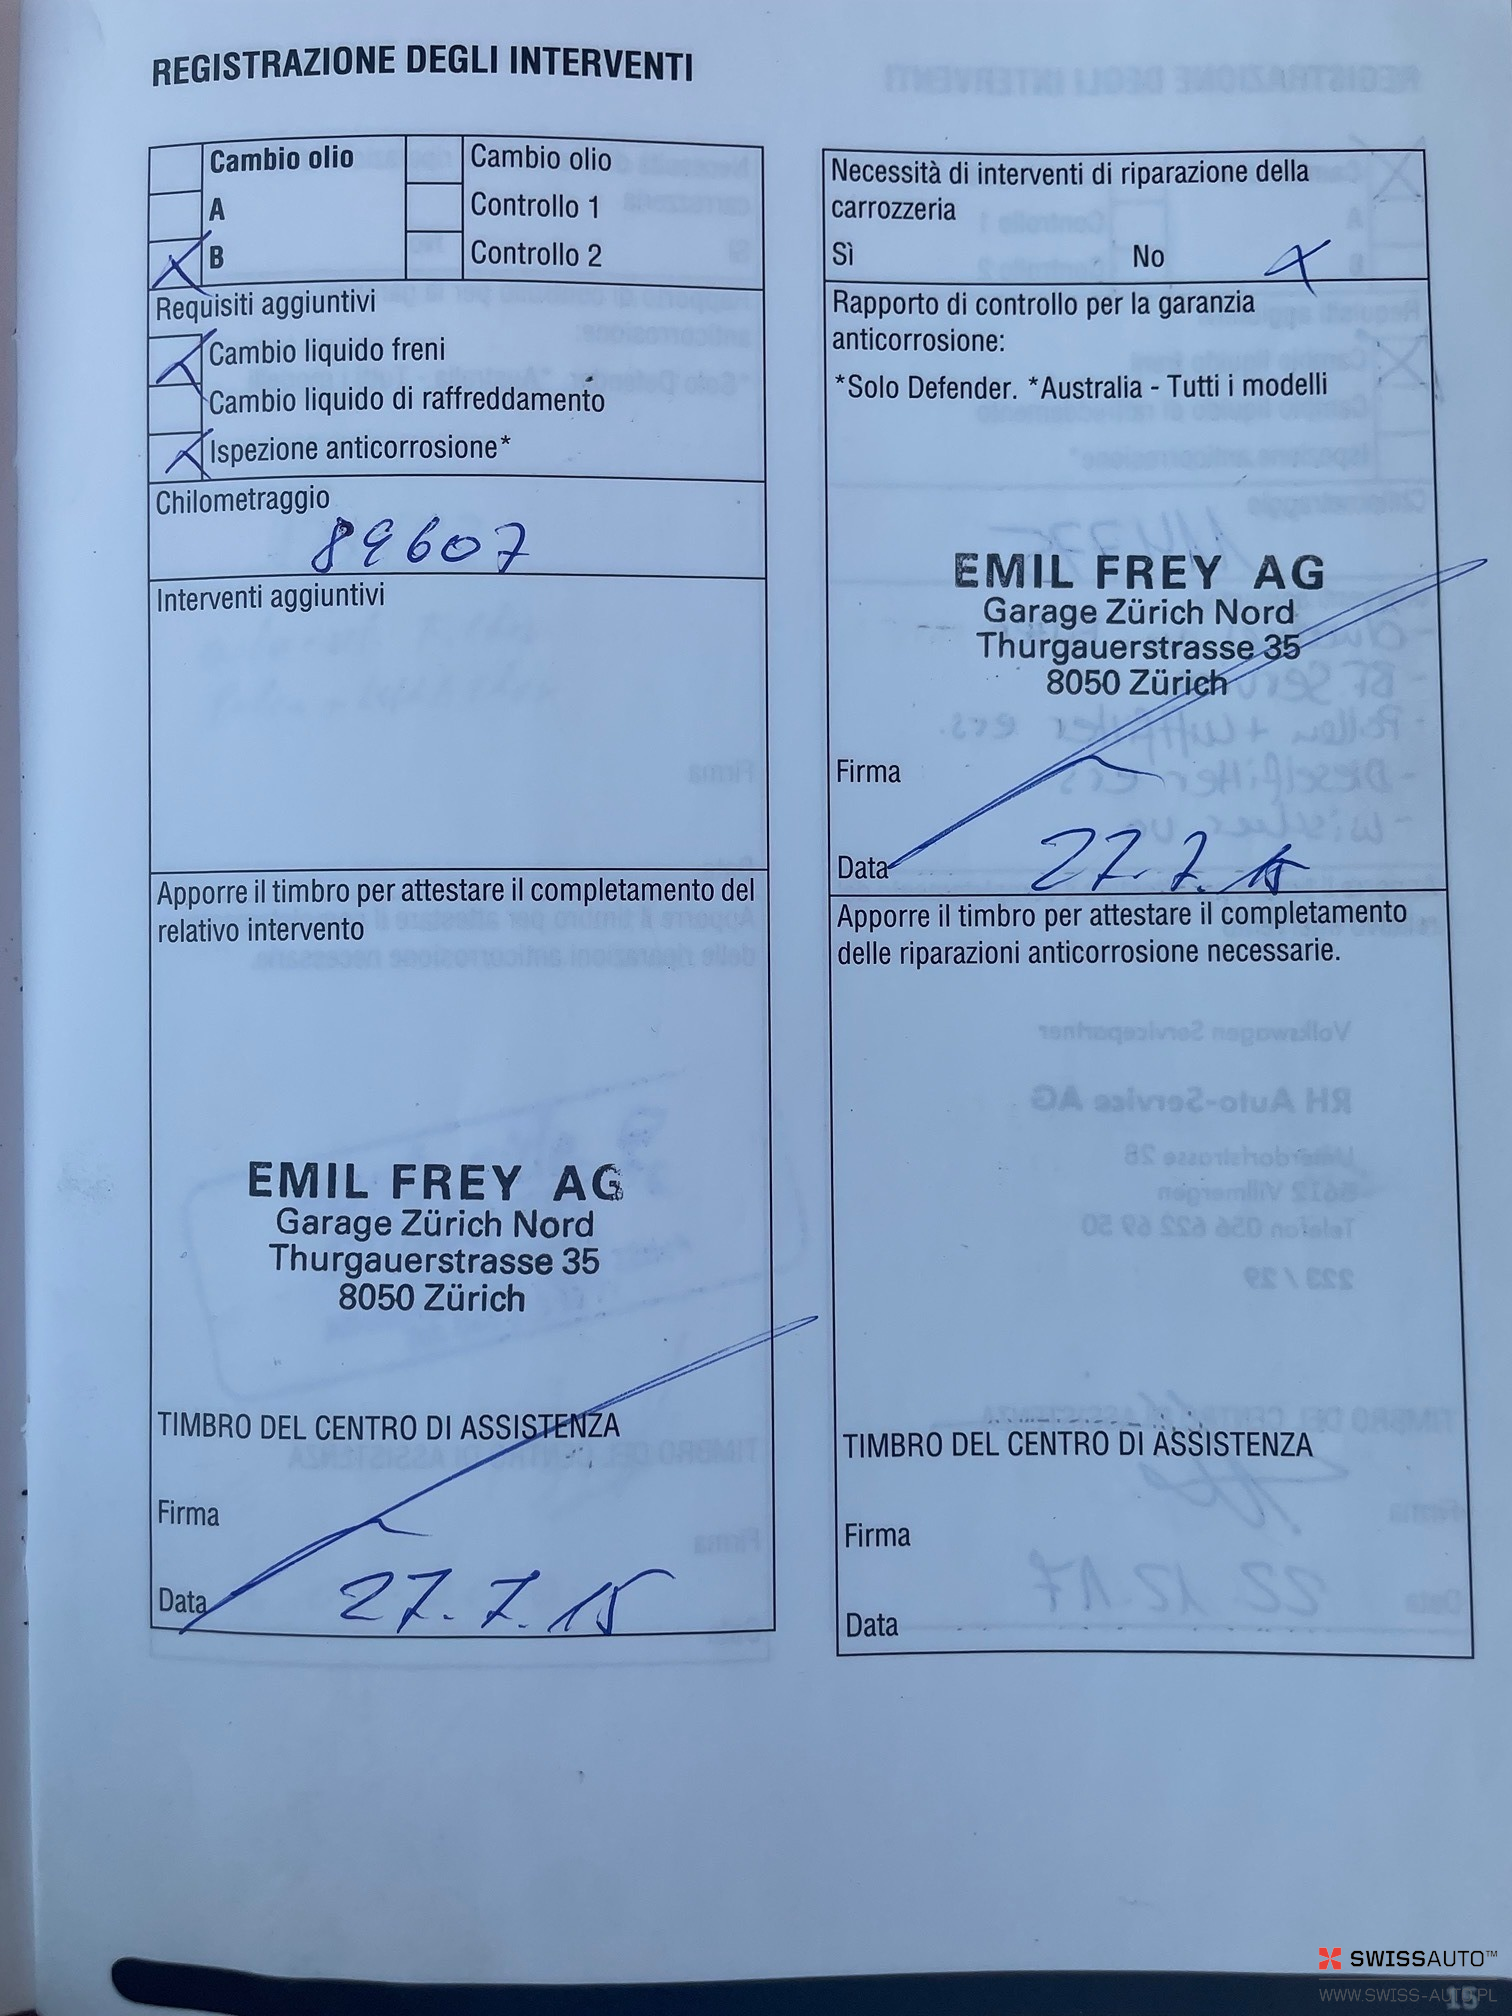 REGISTRAZIONE DEGLI INTERVENTI
Cambio olio
A
B
Cambio olio
Controllo 1
Controllo 2
Requisiti aggiuntivi
Cambio liquido freni
Cambio liquido di raffreddamento
Ispezione anticorrosione*
Chilometraggio
89607
Interventi aggiuntivi
Apporre il timbro per attestare il completamento del
relativo intervento
EMIL FREY AG
Garage Zürich Nord
Thurgauerstrasse 35
8050 Zürich
TIMBRO DEL CENTRO DI ASSISTENZA
Firma
Data 27.7.15
Necessità di interventi di riparazione della
carrozzeria
Sì No
Rapporto di controllo per la garanzia
anticorrosione:
*Solo Defender. *Australia - Tutti i modelli
EMIL FREY AG
Garage Zürich Nord
Thurgauerstrasse 35
8050 Zürich
Firma
Data 27.7.15
Apporre il timbro per attestare il completamento
delle riparazioni anticorrosione necessarie.
TIMBRO DEL CENTRO DI ASSISTENZA
Firma
Data
SWISSAUTO™
WWW.SWISS-AUTO.PL
15